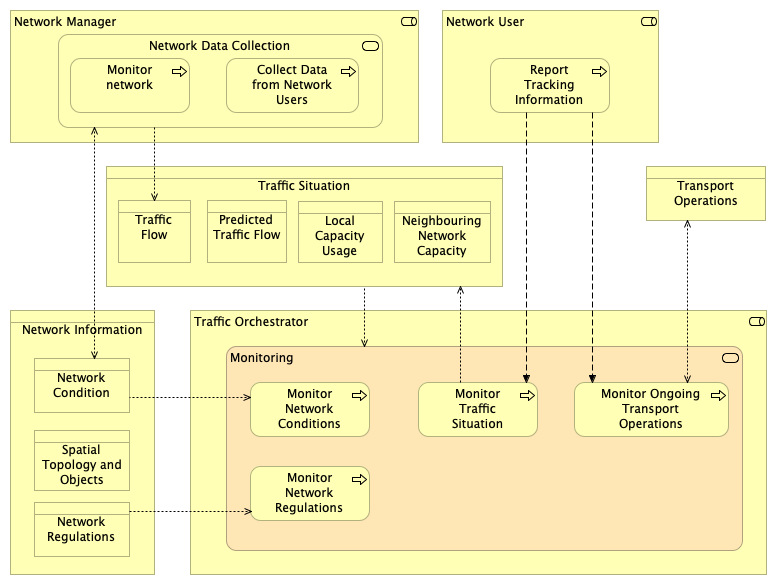 Network Manager
Network Data Collection
Monitor
network
Collect Data
from Network
Users
Network User
Report
Tracking
Information
Traffic Situation
Traffic
Flow
Predicted
Traffic Flow
Local
Capacity
Usage
Neighbouring
Network
Capacity
Transport
Operations
Network Information
Network
Condition
Spatial
Topology and
Objects
Network
Regulations
Traffic Orchestrator
Monitoring
Monitor
Network
Conditions
Monitor
Traffic
Situation
Monitor Ongoing
Transport
Operations
Monitor
Network
Regulations